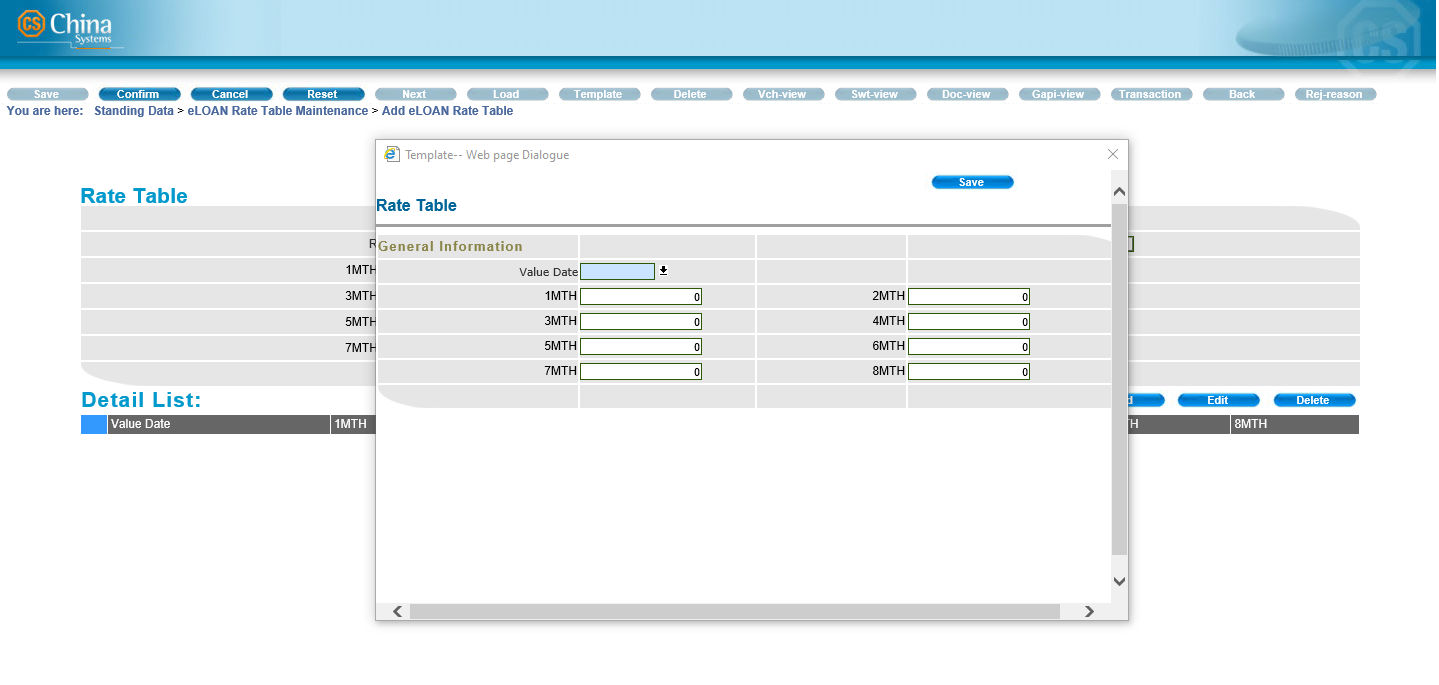 China
Systems
Save Confirm Cancel Reset Next Load Template Delete Vch-view Swt-view Doc-view Gapi-view Transaction Back Rej-reason
You are here: Standing Data > eLOAN Rate Table Maintenance > Add eLOAN Rate Table
Template-- Web page Dialogue
Save
Rate Table
Rate Table
General Information
Value Date
1MTH
1MTH 0 2MTH 0
3MTH
3MTH 0 4MTH 0
5MTH
5MTH 0 6MTH 0
7MTH
7MTH 0 8MTH 0
Detail List:
Edit Delete
Value Date 1MTH 8MTH